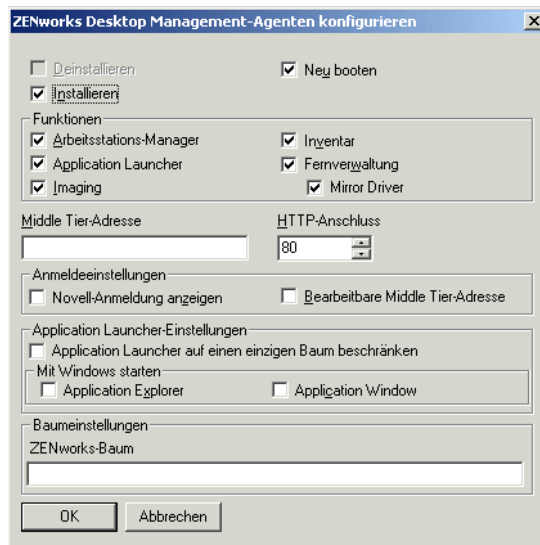 ZENworks Desktop Management-Agenten konfigurieren
Deinstallieren
Neu booten
Installieren
Funktionen
Arbeitsstations-Manager
Inventar
Application Launcher
Fernverwaltung
Imaging
Mirror Driver
Middle Tier-Adresse
HTTP-Anschluss
80
Anmeldeeinstellungen
Novell-Anmeldung anzeigen
Bearbeitbare Middle Tier-Adresse
Application Launcher-Einstellungen
Application Launcher auf einen einzigen Baum beschränken
Mit Windows starten
Application Explorer
Application Window
Baumeinstellungen
ZENworks-Baum
OK
Abbrechen